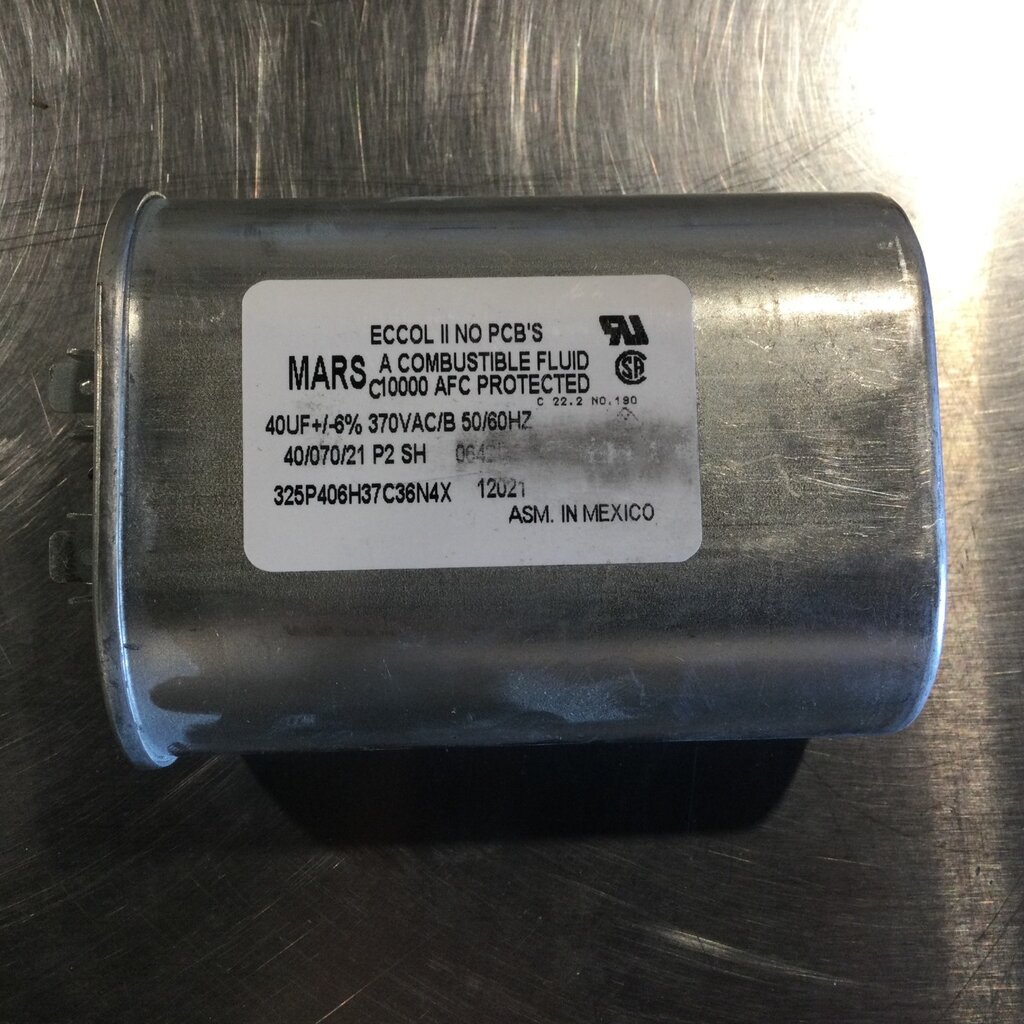 ECCOL II NO PCB'S
MARS A COMBUSTIBLE FLUID
C10000 AFC PROTECTED
C 22.2 NO.190
40UF+/-6% 370VAC/B 50/60HZ
40/070/21 P2 SH
325P406H37C36N4X 12021
ASM. IN MEXICO